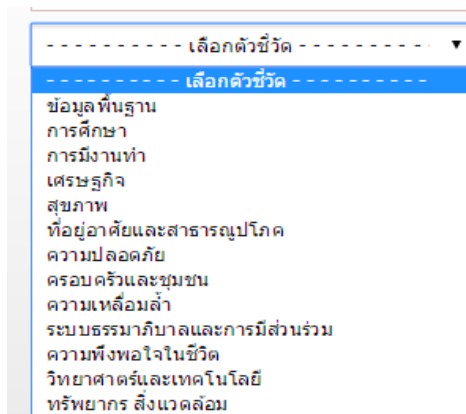 - - - - - - - - - - เลือกตัวชี้วัด - - - - - - - - - -
- - - - - - - - - - เลือกตัวชี้วัด - - - - - - - - - -
ข้อมูลพื้นฐาน
การศึกษา
การมีงานทำ
เศรษฐกิจ
สุขภาพ
ที่อยู่อาศัยและสาธารณูปโภค
ความปลอดภัย
ครอบครัวและชุมชน
ความเหลื่อมล้ำ
ระบบธรรมาภิบาลและการมีส่วนร่วม
ความพึงพอใจในชีวิต
วิทยาศาตร์และเทคโนโลยี
ทรัพยากร สิ่งแวดล้อม